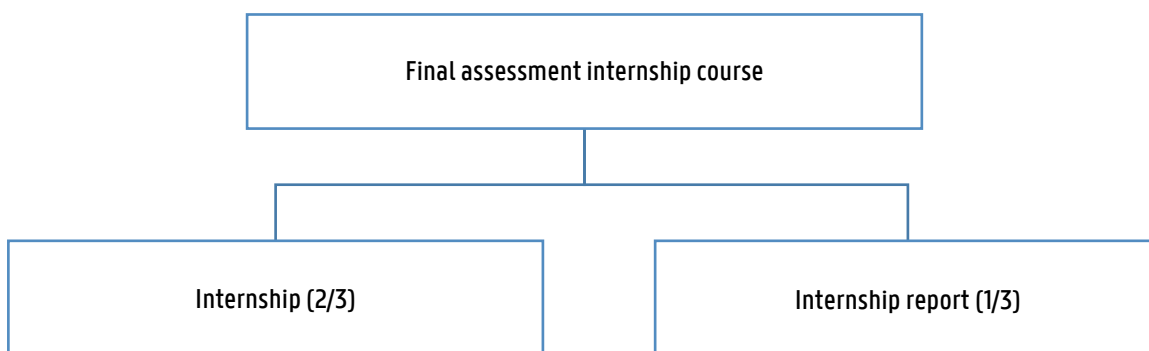 Final assessment internship course
Internship (2/3)
Internship report (1/3)